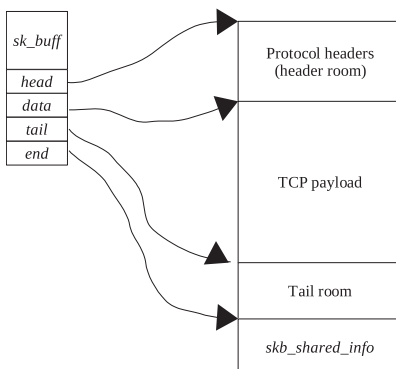 sk_buff
head
data
tail
end
Protocol headers
(header room)
TCP payload
Tail room
skb_shared_info